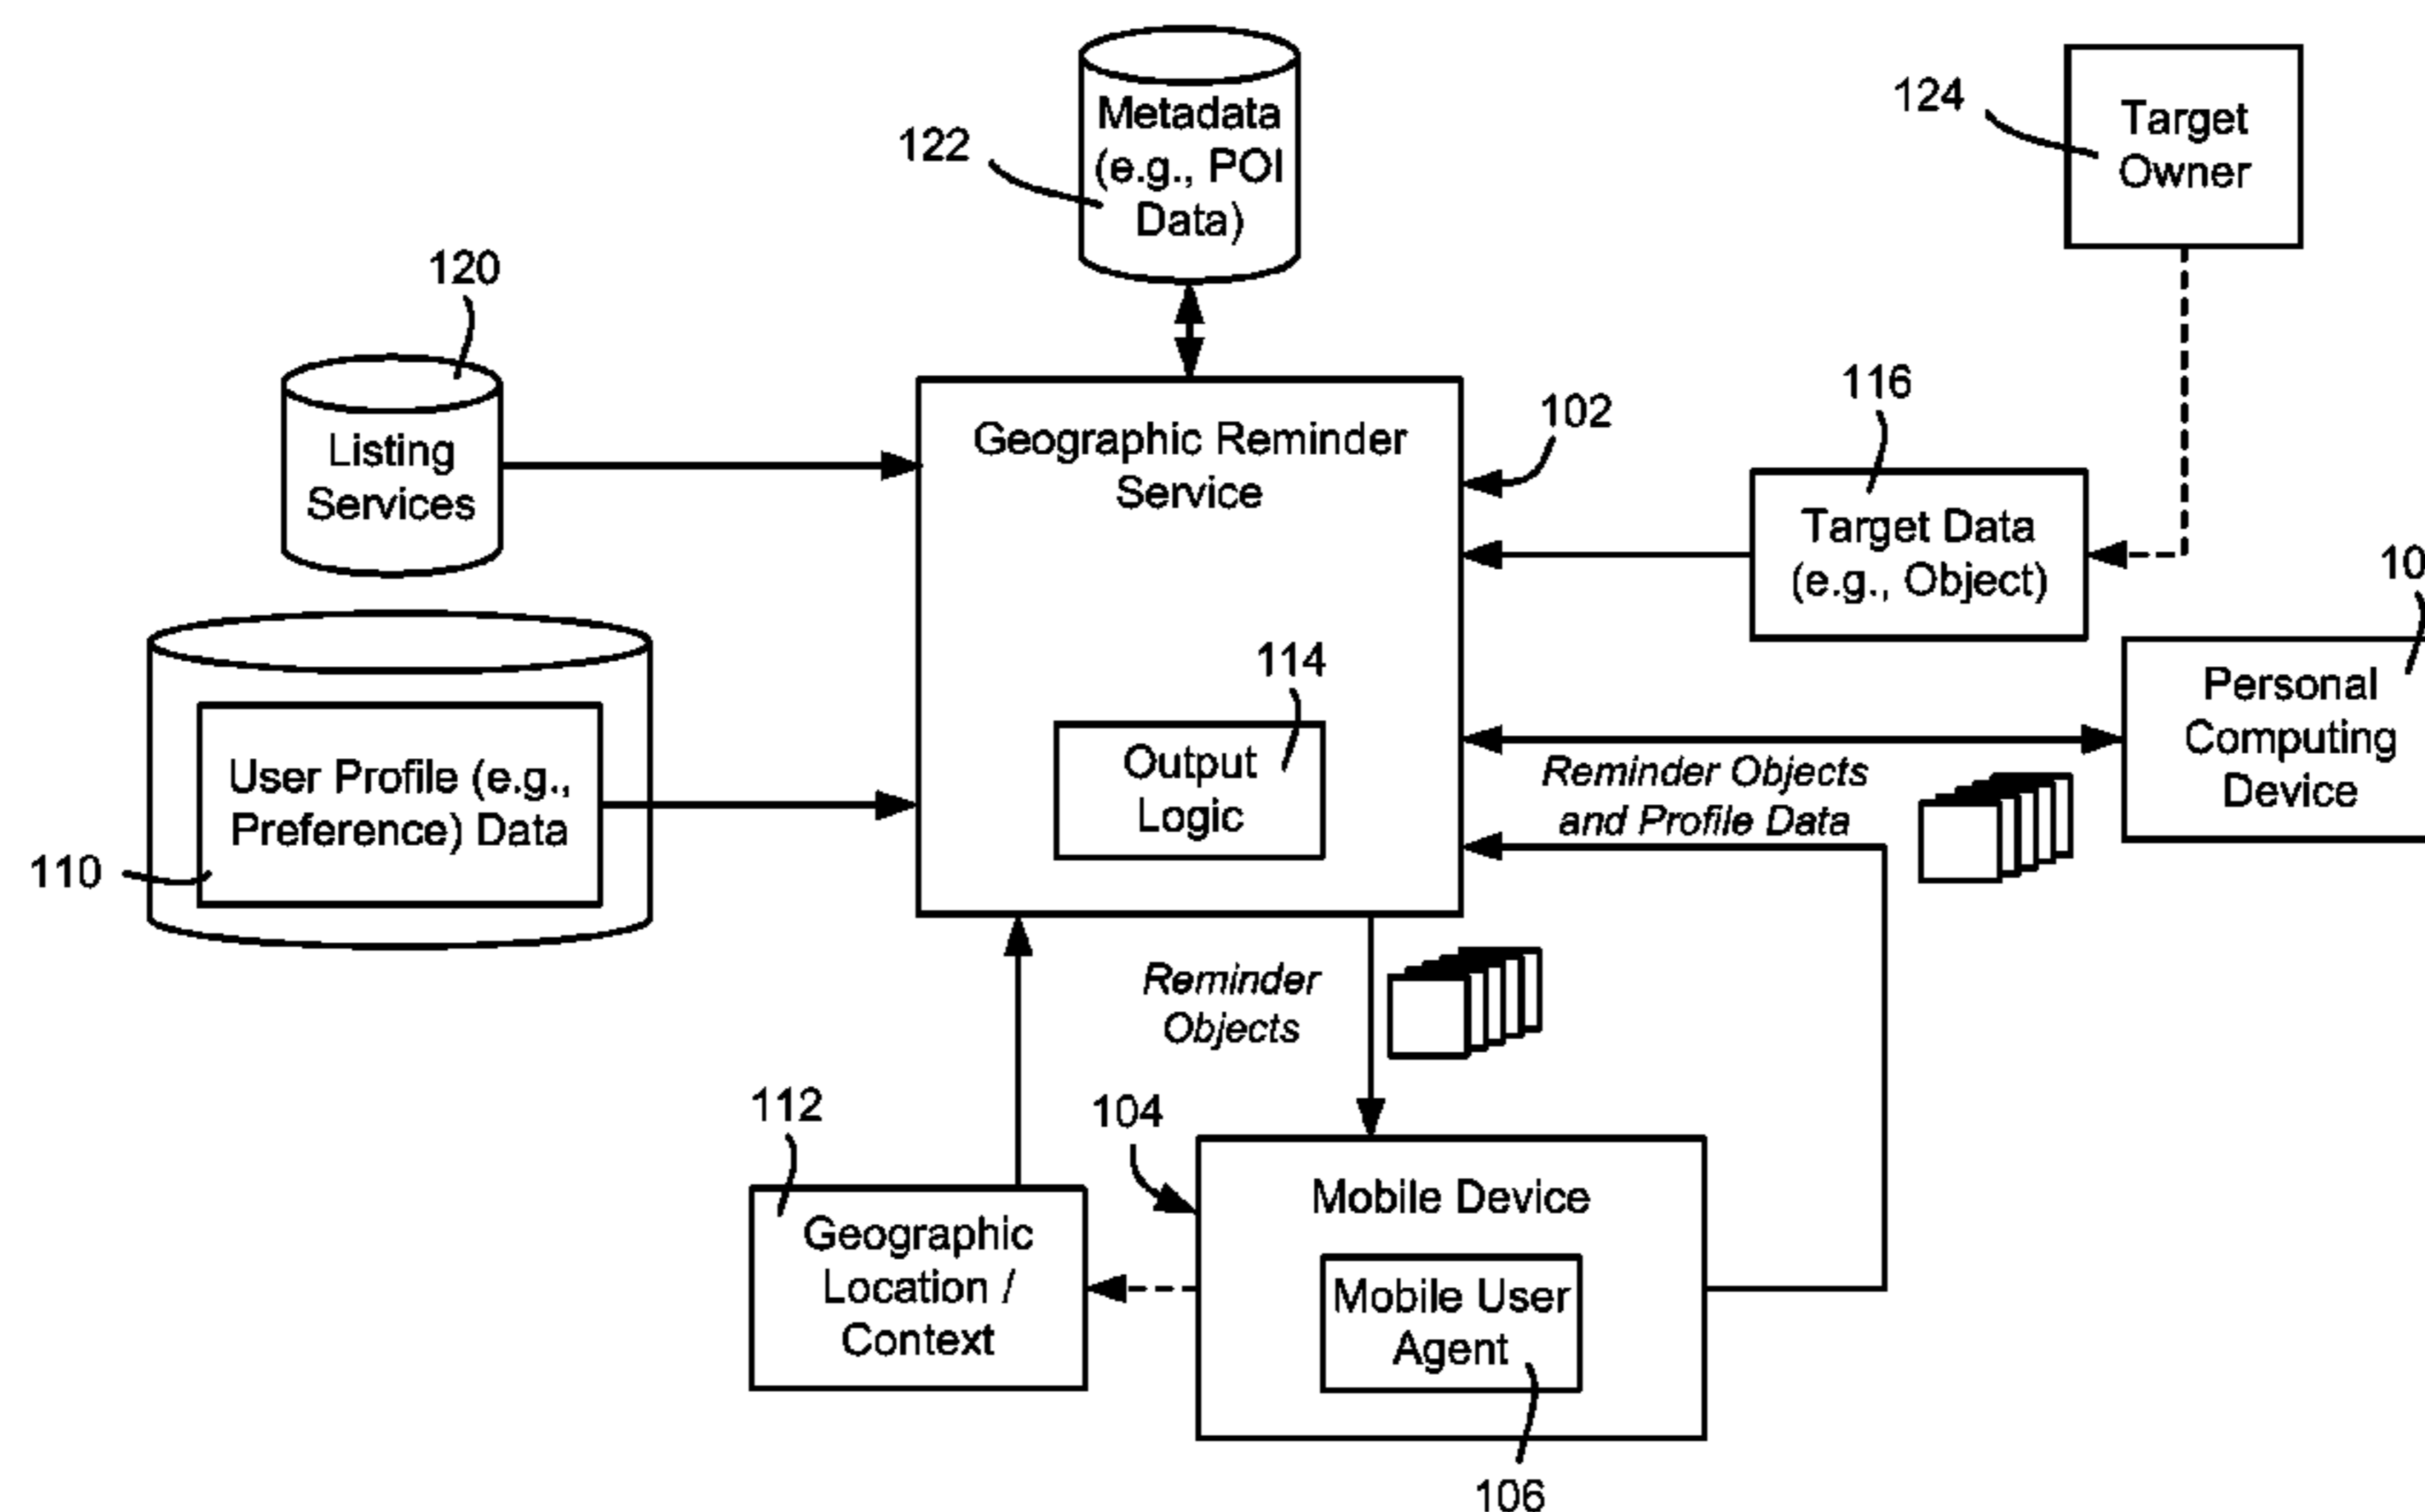 122
Metadata
(e.g., POI
Data)
124
Target
Owner
120
Listing
Services
Geographic Reminder
Service
102
116
Target Data
(e.g., Object)
10
114
Output
Logic
Personal
Computing
Device
Reminder Objects
and Profile Data
User Profile (e.g.,
Preference) Data
110
Reminder
Objects
112
Geographic
Location /
Context
104
Mobile Device
Mobile User
Agent
106